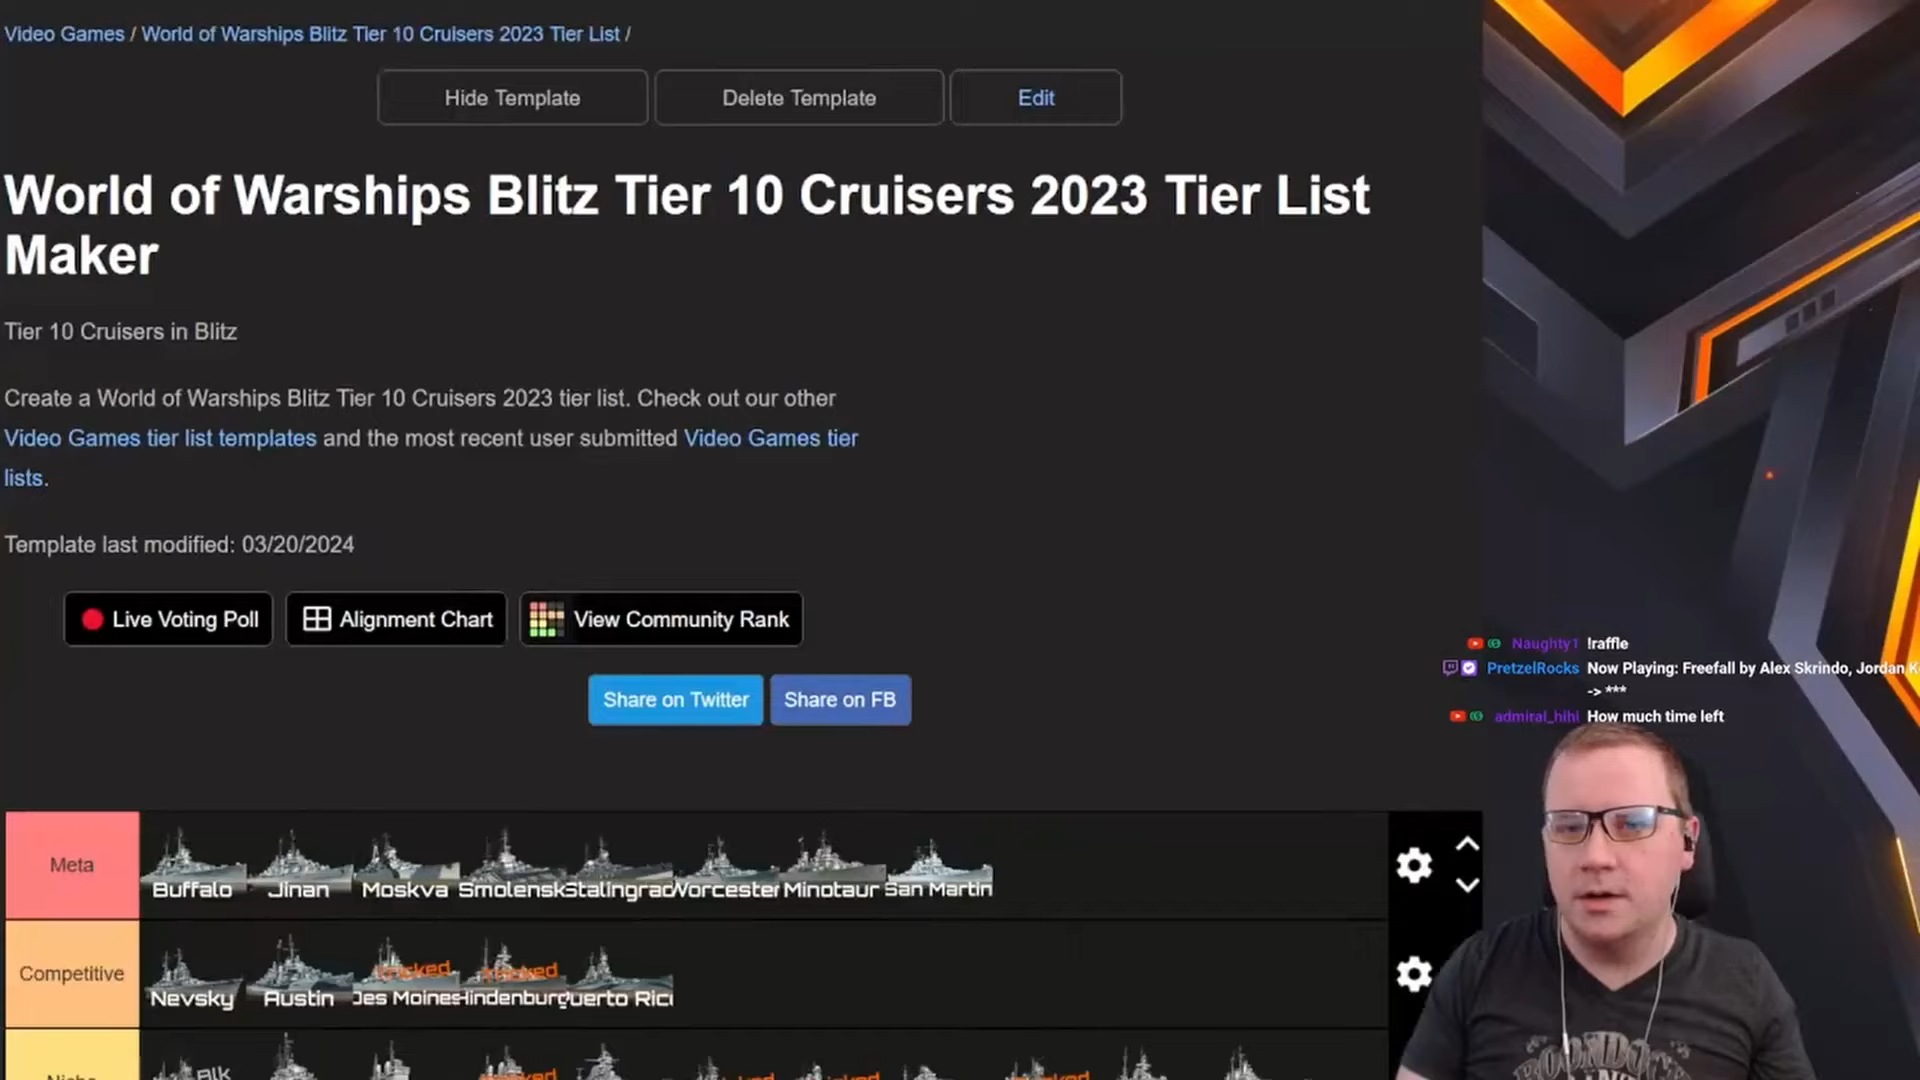 Video Games / World of Warships Blitz Tier 10 Cruisers 2023 Tier List /
Hide Template
Delete Template
Edit
World of Warships Blitz Tier 10 Cruisers 2023 Tier List
Maker
Tier 10 Cruisers in Blitz
Create a World of Warships Blitz Tier 10 Cruisers 2023 tier list. Check out our other
Video Games tier list templates and the most recent user submitted Video Games tier
lists.
Template last modified: 03/20/2024
Live Voting Poll
Alignment Chart
View Community Rank
Share on Twitter
Share on FB
Naughty1 !raffle
PretzelRocks Now Playing: Freefall by Alex Skrindo, Jordan
-> ***
admiral_hihi How much time left
Meta
Buffalo
Jinan
Moskva
Smolensk
Stalingrad
Worcester
Minotaur
San Martin
Competitive
Nevsky
Austin
Des Moines
Hindenburg
Puerto Rico
Blk